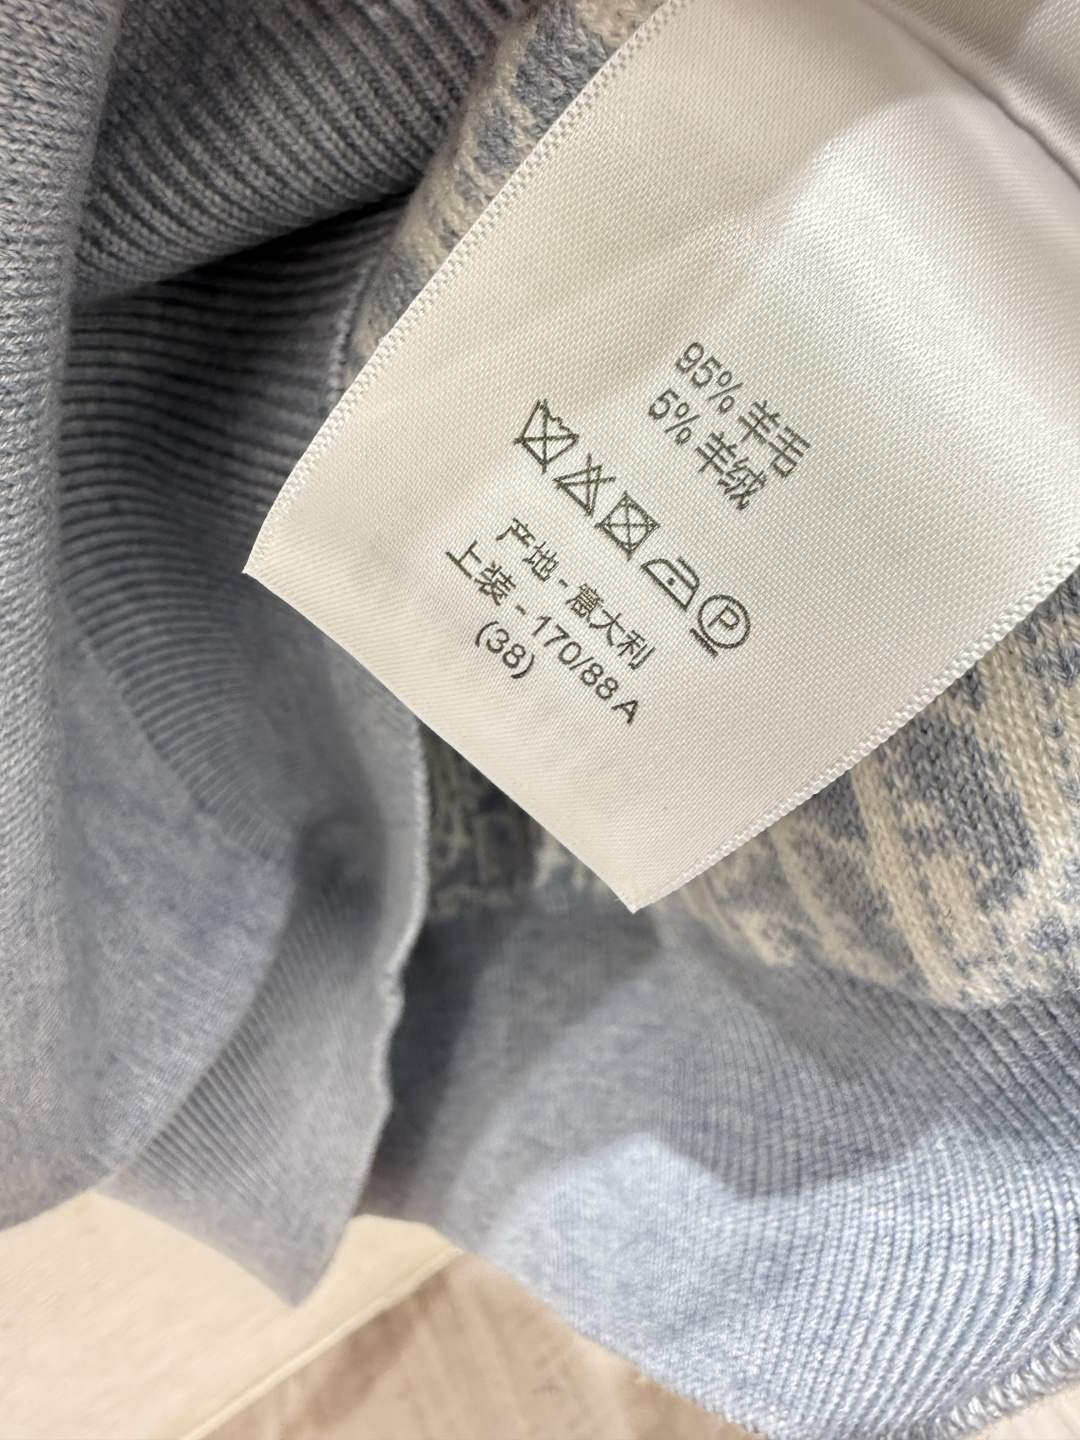 95% 羊毛
5% 羊绒
P
产地 - 意大利
上装 - 170/88 A
(38)